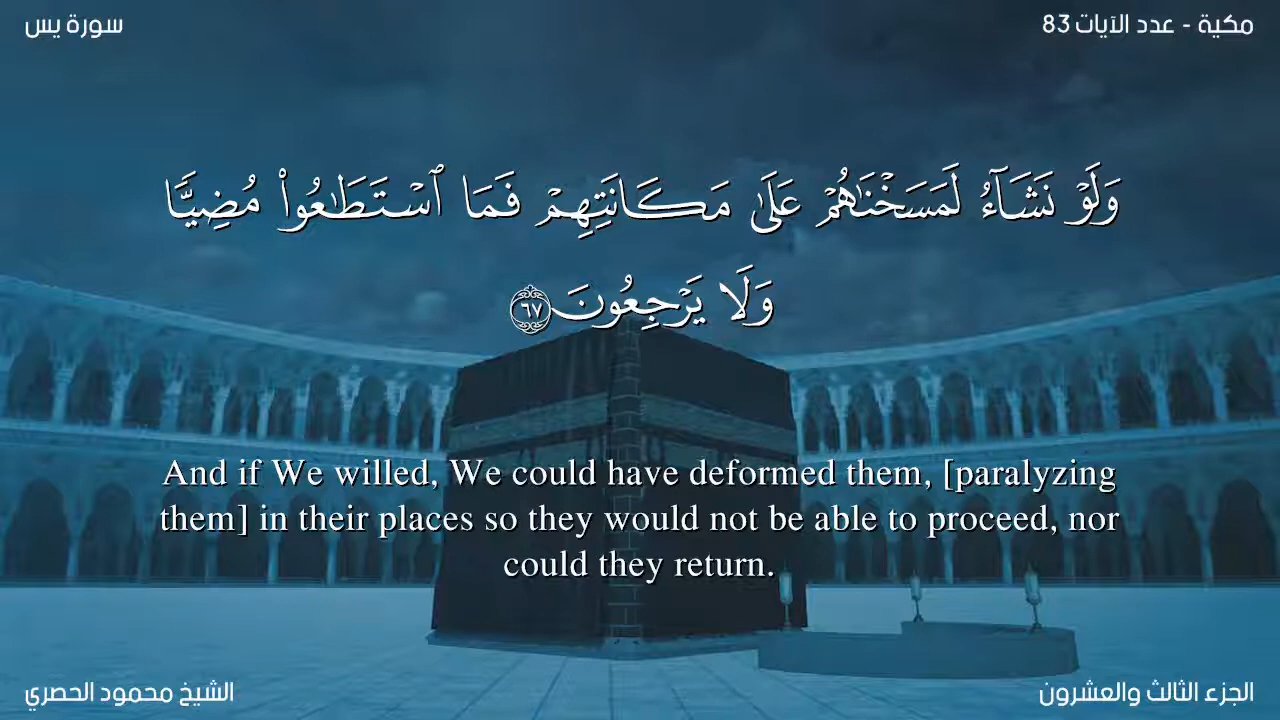 مكية - عدد الآيات 83
سورة يس
وَلَوْ نَشَآءُ لَمَسَخْنَٰهُمْ عَلَىٰ مَكَانَتِهِمْ فَمَا ٱسْتَطَٰعُوا۟ مُضِيًّا
وَلَا يَرْجِعُونَ ٦٧
And if We willed, We could have deformed them, [paralyzing
them] in their places so they would not be able to proceed, nor
could they return.
الجزء الثالث والعشرون
الشيخ محمود الحصري